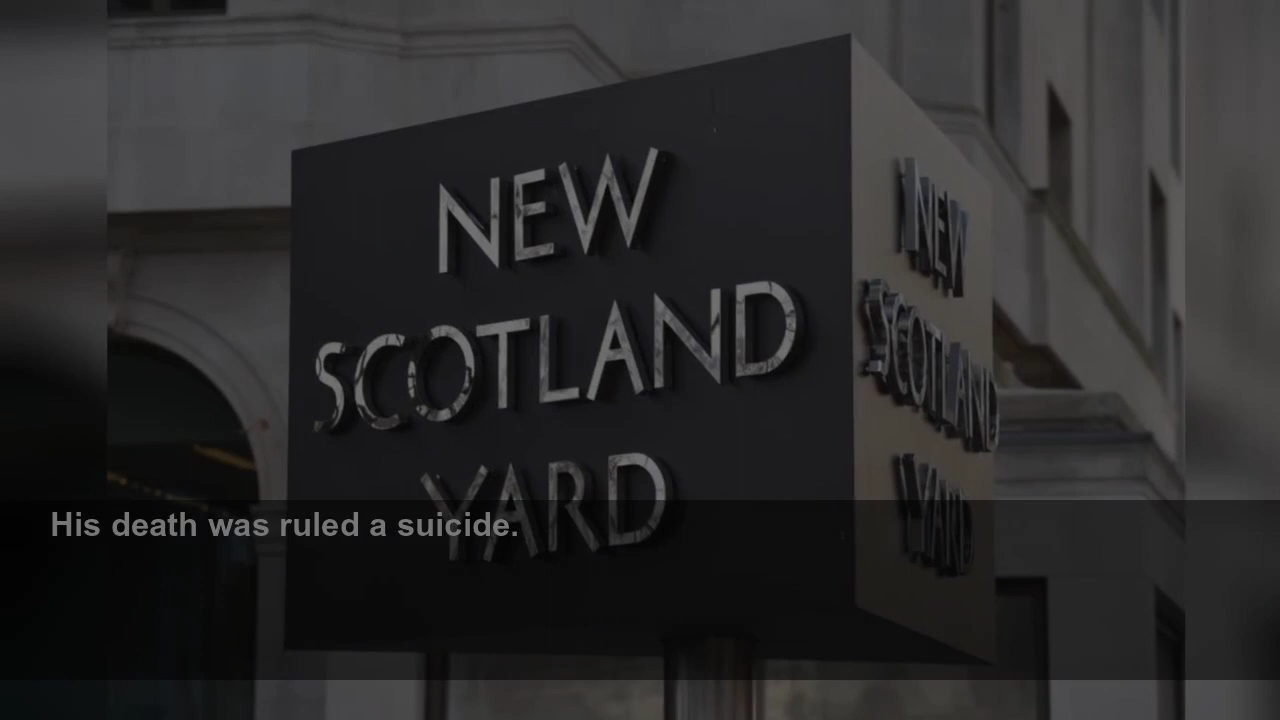 NEW
SCOTLAND
YARD
NEW
SCOTLAND
YARD
His death was ruled a suicide.